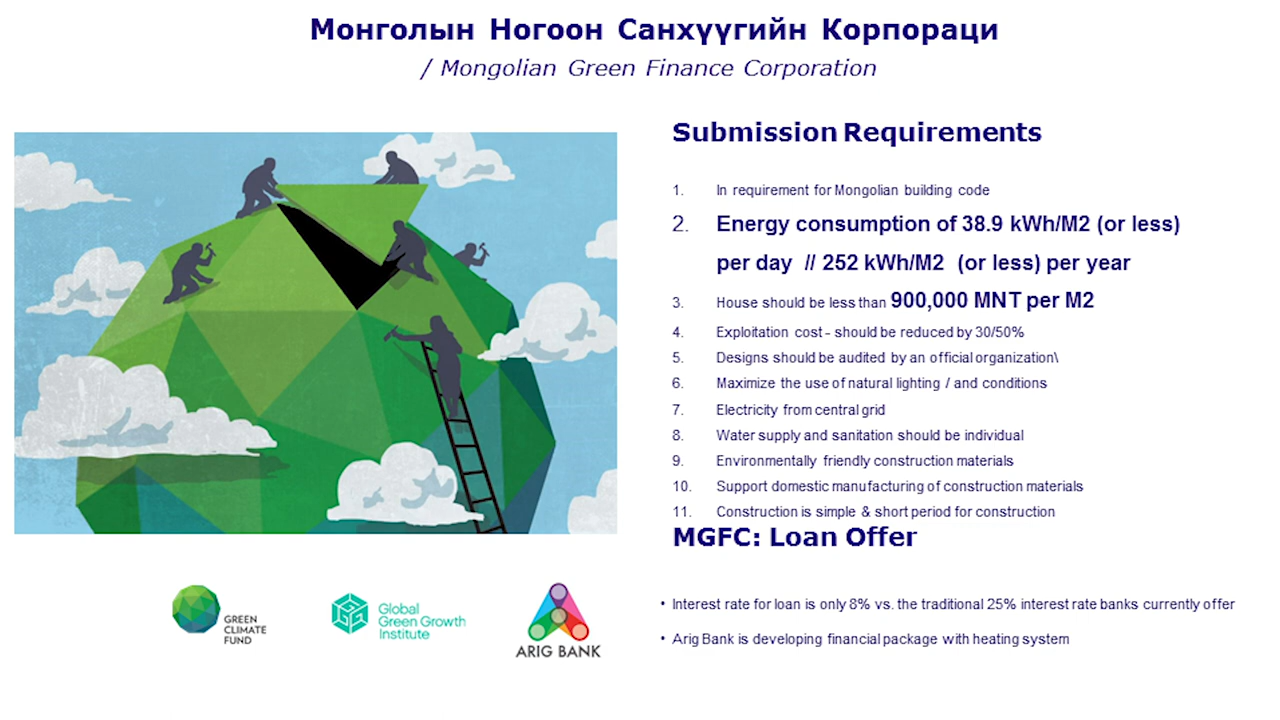 Монголын Ногоон Санхүүгийн Корпораци
/ Mongolian Green Finance Corporation
Submission Requirements
1. In requirement for Mongolian building code
2. Energy consumption of 38.9 kWh/M2 (or less)
per day // 252 kWh/M2 (or less) per year
3. House should be less than 900,000 MNT per M2
4. Exploitation cost - should be reduced by 30/50%
5. Designs should be audited by an official organization\
6. Maximize the use of natural lighting / and conditions
7. Electricity from central grid
8. Water supply and sanitation should be individual
9. Environmentally friendly construction materials
10. Support domestic manufacturing of construction materials
11. Construction is simple & short period for construction
MGFC: Loan Offer
• Interest rate for loan is only 8% vs. the traditional 25% interest rate banks currently offer
• Arig Bank is developing financial package with heating system
GREEN
CLIMATE
FUND
Global
Green Growth
Institute
ARIG BANK